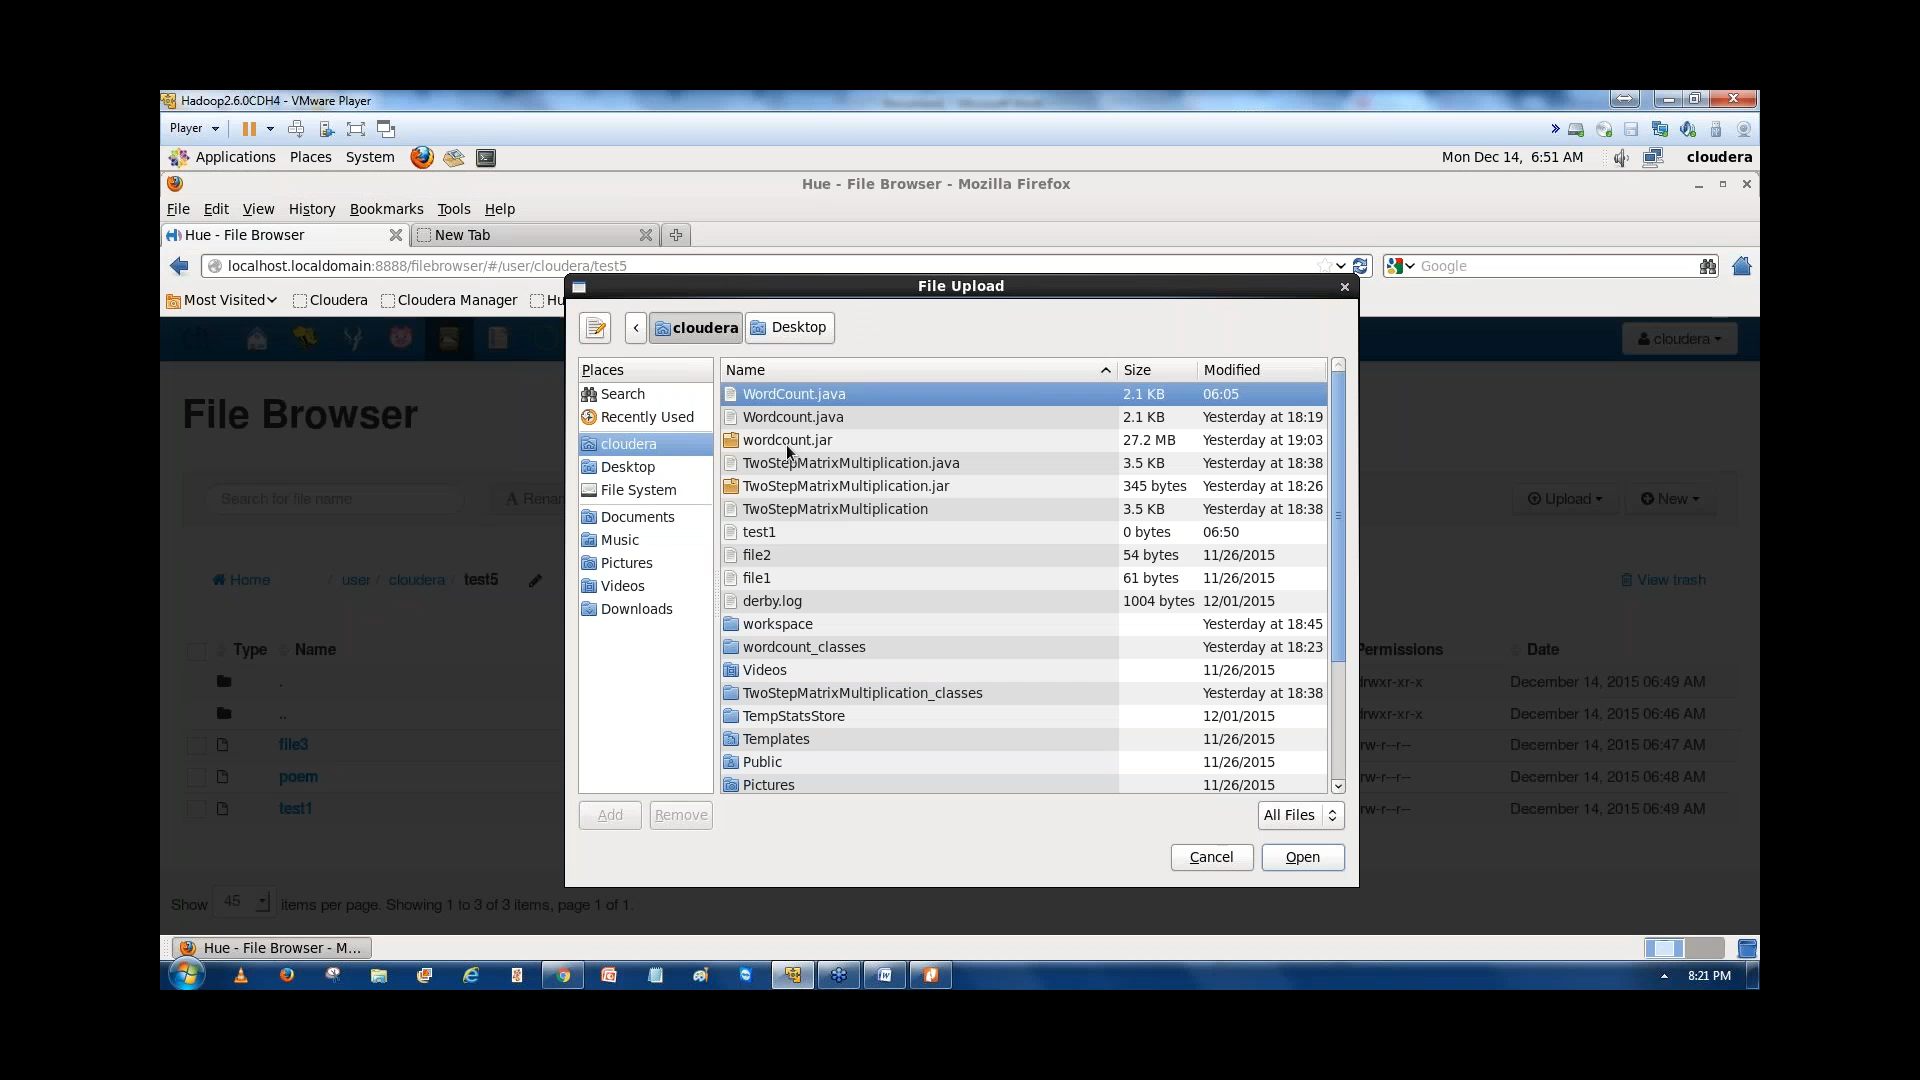 Hadoop2.6.0CDH4 - VMware Player
Player
Applications Places System Mon Dec 14, 6:51 AM cloudera
Hue - File Browser - Mozilla Firefox
File Edit View History Bookmarks Tools Help
Hue - File Browser New Tab
localhost.localdomain:8888/filebrowser/#/user/cloudera/test5 Google
Most Visited Cloudera Cloudera Manager Hu
File Upload
cloudera Desktop
cloudera
Places Name Size Modified
Search WordCount.java 2.1 KB 06:05
Recently Used Wordcount.java 2.1 KB Yesterday at 18:19
cloudera wordcount.jar 27.2 MB Yesterday at 19:03
Desktop TwoStepMatrixMultiplication.java 3.5 KB Yesterday at 18:38
File System TwoStepMatrixMultiplication.jar 345 bytes Yesterday at 18:26
Documents TwoStepMatrixMultiplication 3.5 KB Yesterday at 18:38
Music test1 0 bytes 06:50
Pictures file2 54 bytes 11/26/2015
Videos file1 61 bytes 11/26/2015
Downloads derby.log 1004 bytes 12/01/2015
workspace Yesterday at 18:45
wordcount_classes Yesterday at 18:23
Videos 11/26/2015
TwoStepMatrixMultiplication_classes Yesterday at 18:38
TempStatsStore 12/01/2015
Templates 11/26/2015
Public 11/26/2015
Pictures 11/26/2015
Add Remove All Files
Cancel Open
File Browser
Search for file name A Renam Upload New
Home / user / cloudera / test5 View trash
Type Name Permissions Date
. drwxr-xr-x December 14, 2015 06:49 AM
.. drwxr-xr-x December 14, 2015 06:46 AM
file3 rw-r--r-- December 14, 2015 06:47 AM
poem rw-r--r-- December 14, 2015 06:48 AM
test1 rw-r--r-- December 14, 2015 06:49 AM
Show 45 items per page. Showing 1 to 3 of 3 items, page 1 of 1.
Hue - File Browser - M...
8:21 PM